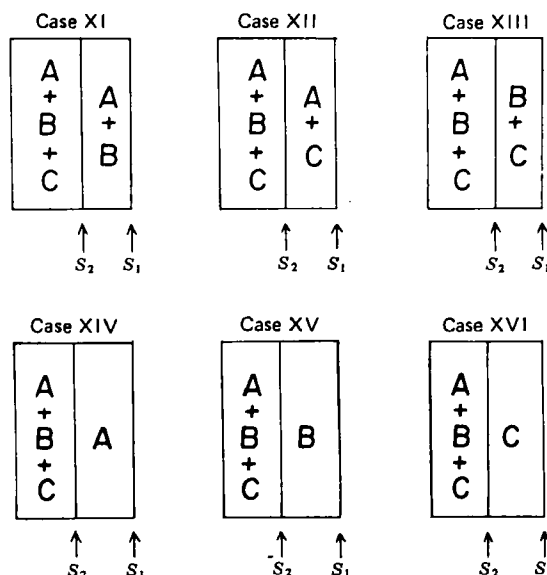 Case XI
A
+
B
+
C
A
+
B
S₂
S₁
Case XII
A
+
B
+
C
A
+
C
S₂
S₁
Case XIII
A
+
B
+
C
B
+
C
S₂
S₁
Case XIV
A
+
B
+
C
A
S₂
S₁
Case XV
A
+
B
+
C
B
S₂
S₁
Case XVI
A
+
B
+
C
C
S₂
S